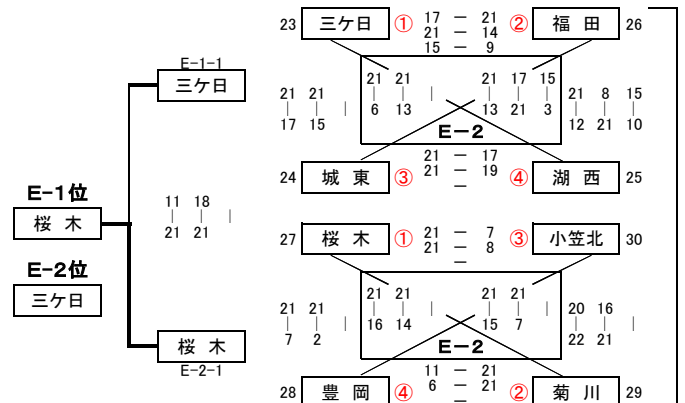 23 三ケ日 ① 17 — 21 ② 福 田 26
21 — 14
15 — 9
E-1-1
三ケ日
21 21 21 21 21 17 15 21 8 15
| | | | | | | | | | | |
17 15 6 13 13 21 3 12 21 10
E-2
21 — 17
24 城 東 ③ 21 — 19 ④ 湖 西 25
—
E-1位
桜 木
11 18
| | |
21 21
27 桜 木 ① 21 — 7 ③ 小笠北 30
21 — 8
—
E-2位
三ケ日
21 21 21 21 21 21 20 16
| | | | | | | | | | | |
7 2 16 14 15 7 22 21
E-2
桜 木
E-2-1
11 — 21
28 豊 岡 ④ 6 — 21 ② 菊 川 29
—